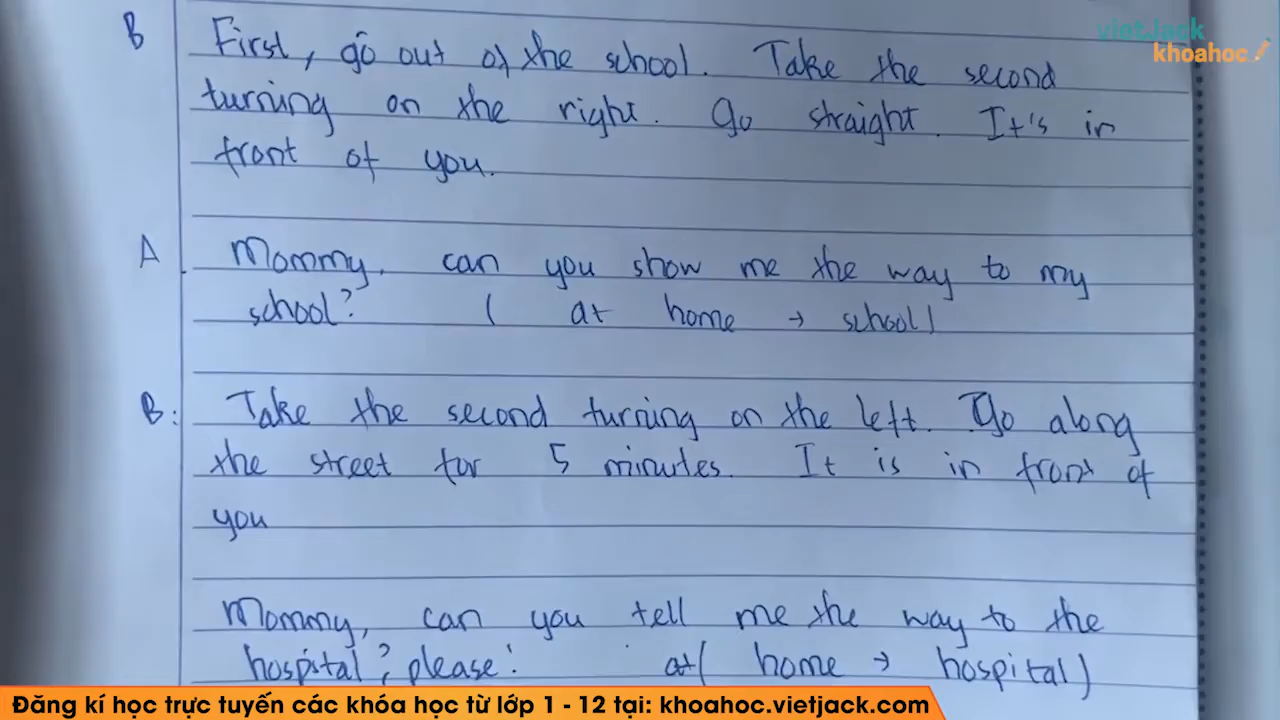 vietJack
khoahoc
B First, go out of the school. Take the second
turning on the right. Go straight. It's in
front of you.
A Mommy, can you show me the way to my
school? ( at home → school)
B: Take the second turning on the left. Go along
the street for 5 minutes. It is in front of
you
Mommy, can you tell me the way to the
hospital?, please! at( home → hospital)
Đăng kí học trực tuyến các khóa học từ lớp 1 - 12 tại: khoahoc.vietjack.com